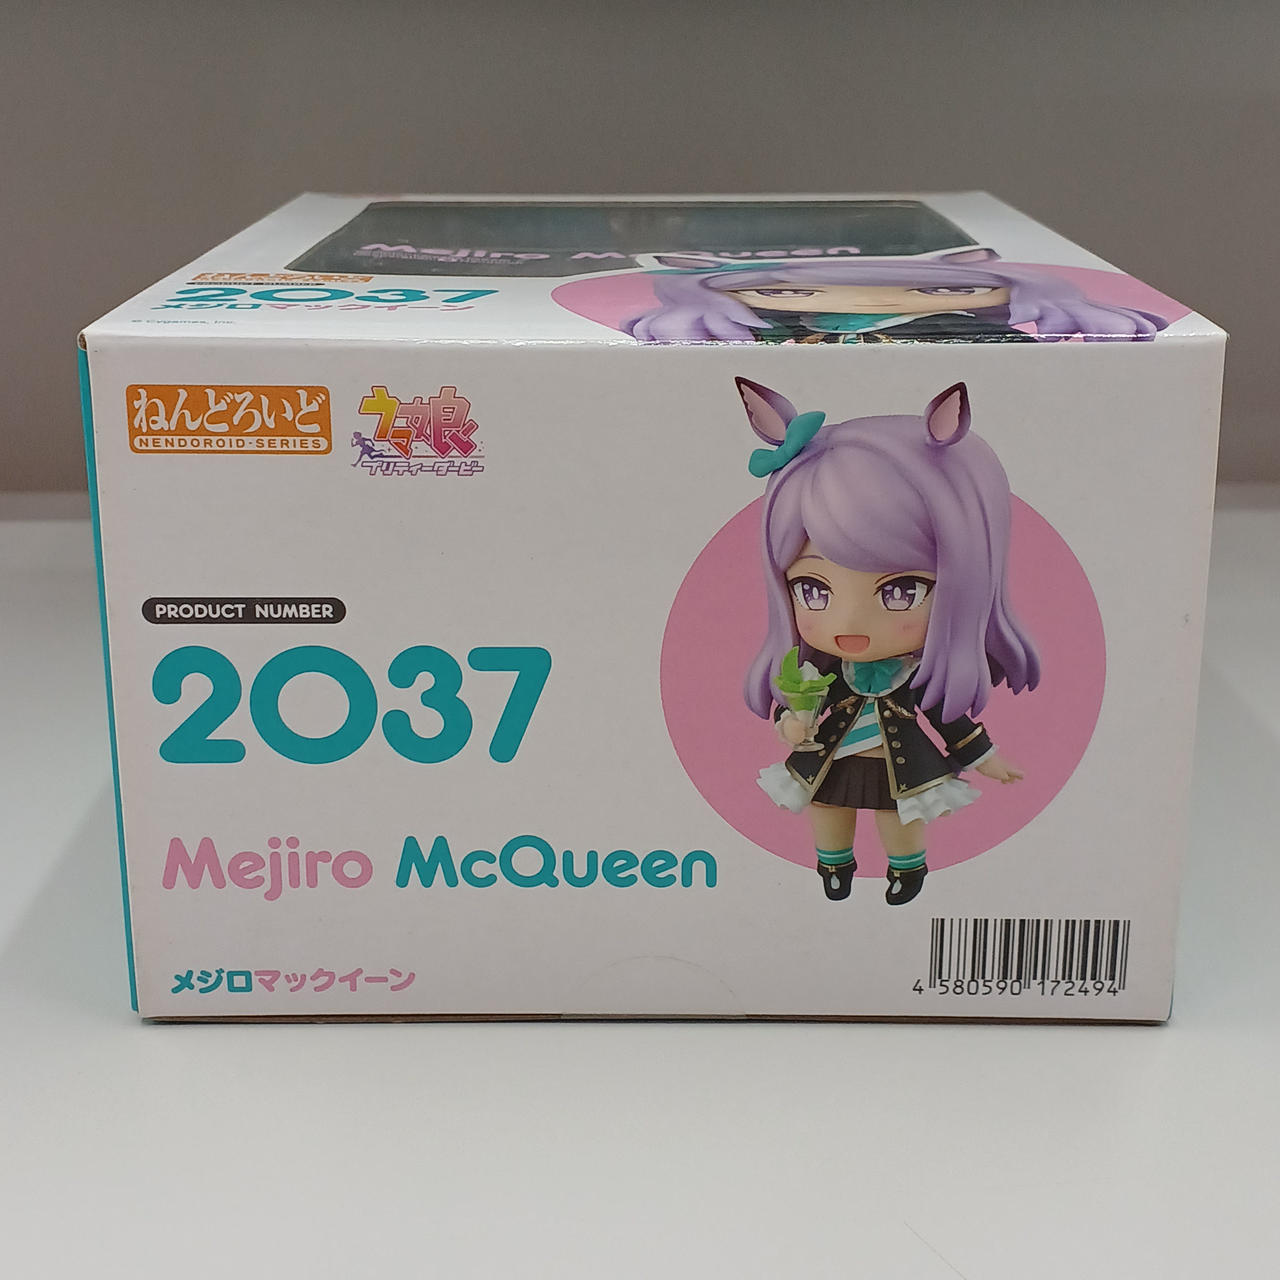 Mejiro McQueen
2037
メジロマックイーン
© Cygames, Inc.
ねんどろいど
NENDOROID-SERIES
ウマ娘
プリティーダービー
PRODUCT NUMBER
2037
Mejiro McQueen
メジロマックイーン
4 580590 172494